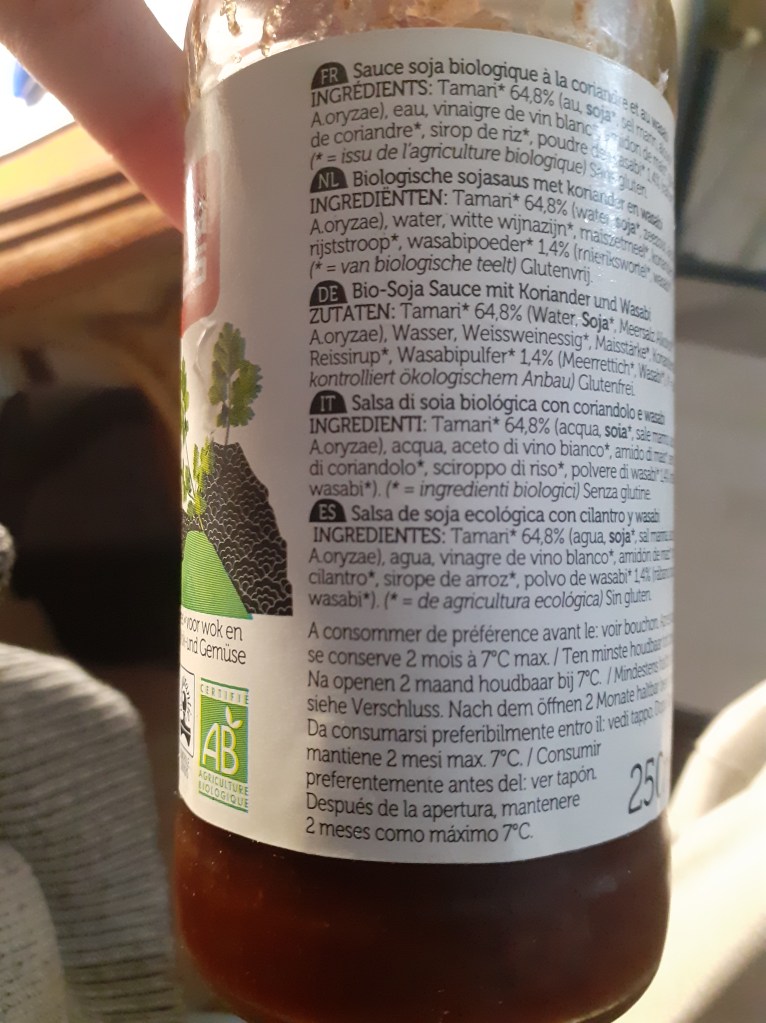 FR Sauce soja biologique à la coriandre et au wasabi
INGRÉDIENTS: Tamari* 64,8% (au, soja*, sel marin,
A.oryzae), eau, vinaigre de vin blanc*, amidon de
de coriandre*, sirop de riz*, poudre de wasabi* 1,4%
(* = issu de l'agriculture biologique) Sans gluten.
NL Biologische sojasaus met koriander en wasabi
INGREDIËNTEN: Tamari* 64,8% (water, soja*, zeezout,
A.oryzae), water, witte wijnazijn*, maïszetmeel*,
rijststroop*, wasabipoeder* 1,4% (mierikswortel*,
(* = van biologische teelt) Glutenvrij.
DE Bio-Soja Sauce mit Koriander und Wasabi
ZUTATEN: Tamari* 64,8% (Water, Soja*, Meersalz,
A.oryzae), Wasser, Weissweinessig*, Maisstärke*,
Reissirup*, Wasabipulfer* 1,4% (Meerrettich*, Wasabi*,
kontrolliert ökologischem Anbau) Glutenfrei.
IT Salsa di soia biológica con coriandolo e wasabi
INGREDIENTI: Tamari* 64,8% (acqua, soia*, sale
A.oryzae), acqua, aceto di vino bianco*, amido di
di coriandolo*, sciroppo di riso*, polvere di wasabi* 1,4%
wasabi*). (* = ingredienti biologici) Senza glutine.
ES Salsa de soja ecológica con cilantro y wasabi
INGREDIENTES: Tamari* 64,8% (agua, soja*, sal
A.oryzae), agua, vinagre de vino blanco*, amidón de
cilantro*, sirope de arroz*, polvo de wasabi* 1,4%
wasabi*). (* = de agricultura ecológica) Sin gluten.
A consommer de préférence avant le: voir bouchon.
se conserve 2 mois à 7°C max. / Ten minste houdbaar
Na openen 2 maand houdbaar bij 7°C. / Mindestens
siehe Verschluss. Nach dem öffnen 2 Monate haltbar
Da consumarsi preferibilmente entro il: vedi tappo.
mantiene 2 mesi max. 7°C. / Consumir
preferentemente antes del: ver tapón.
Después de la apertura, mantenere
2 meses como máximo 7°C.
250
voor wok en
und Gemüse
CERTIFIÉ
AB
AGRICULTURE
BIOLOGIQUE